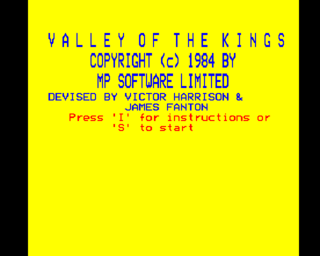 VALLEY OF THE KINGS
COPYRIGHT (c) 1984 BY
MP SOFTWARE LIMITED
DEVISED BY VICTOR HARRISON &
JAMES FANTON
Press 'I' for instructions or
'S' to start